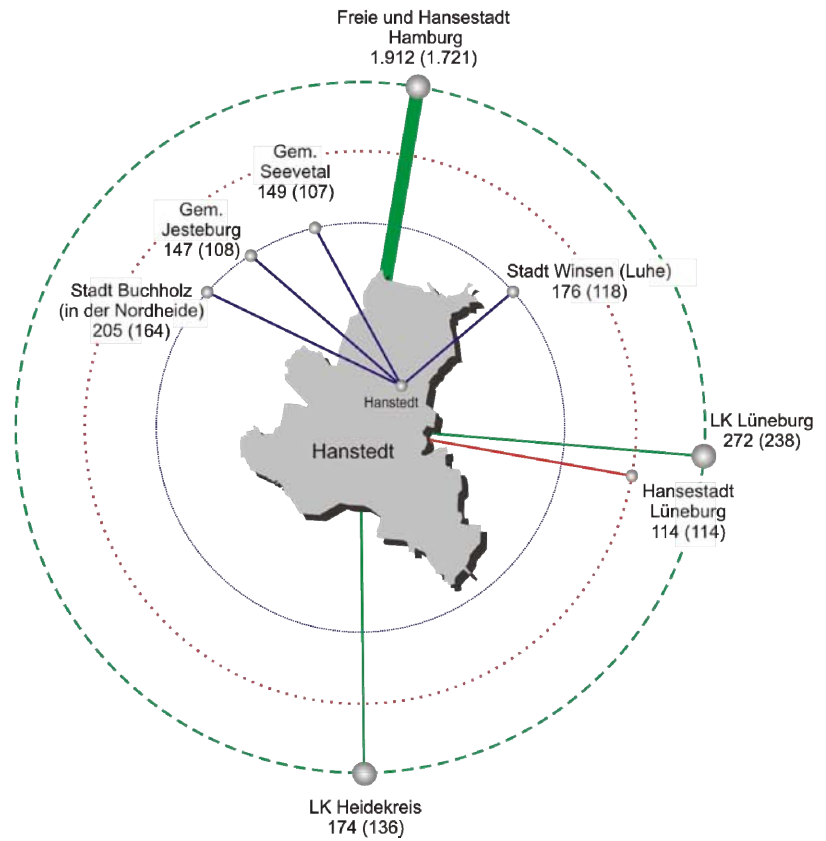 Freie und Hansestadt
Hamburg
1.912 (1.721)
Gem.
Seevetal
149 (107)
Gem.
Jesteburg
147 (108)
Stadt Buchholz
(in der Nordheide)
205 (164)
Stadt Winsen (Luhe)
176 (118)
Hanstedt
Hanstedt
LK Lüneburg
272 (238)
Hansestadt
Lüneburg
114 (114)
LK Heidekreis
174 (136)